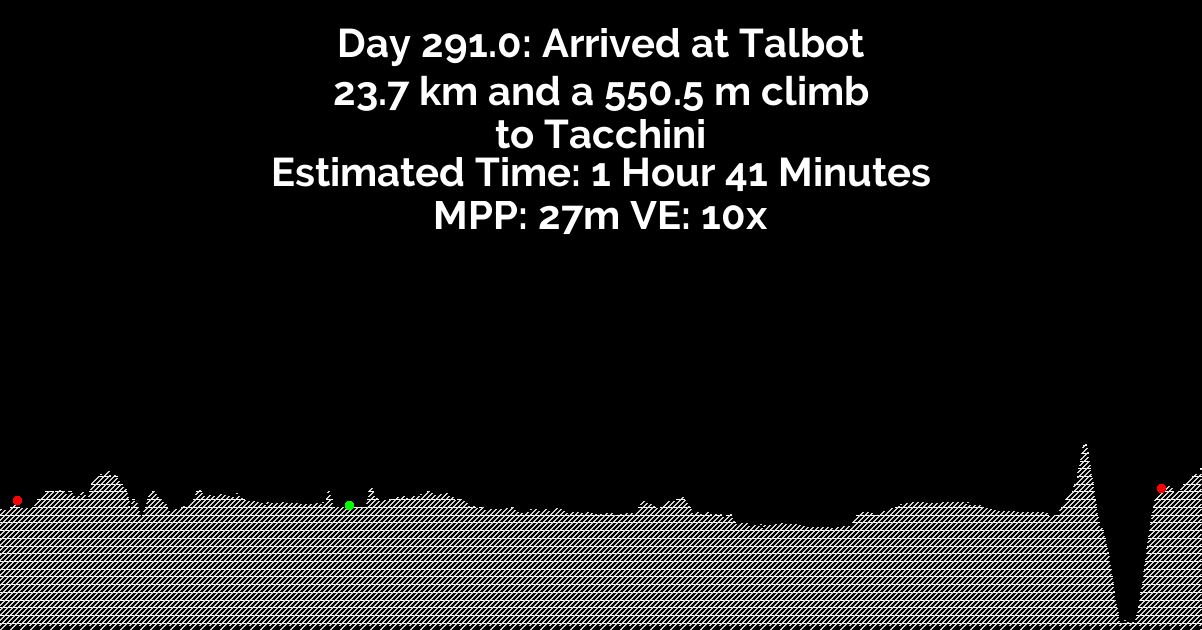 Day 291.0: Arrived at Talbot
23.7 km and a 550.5 m climb
to Tacchini
Estimated Time: 1 Hour 41 Minutes
MPP: 27m VE: 10x